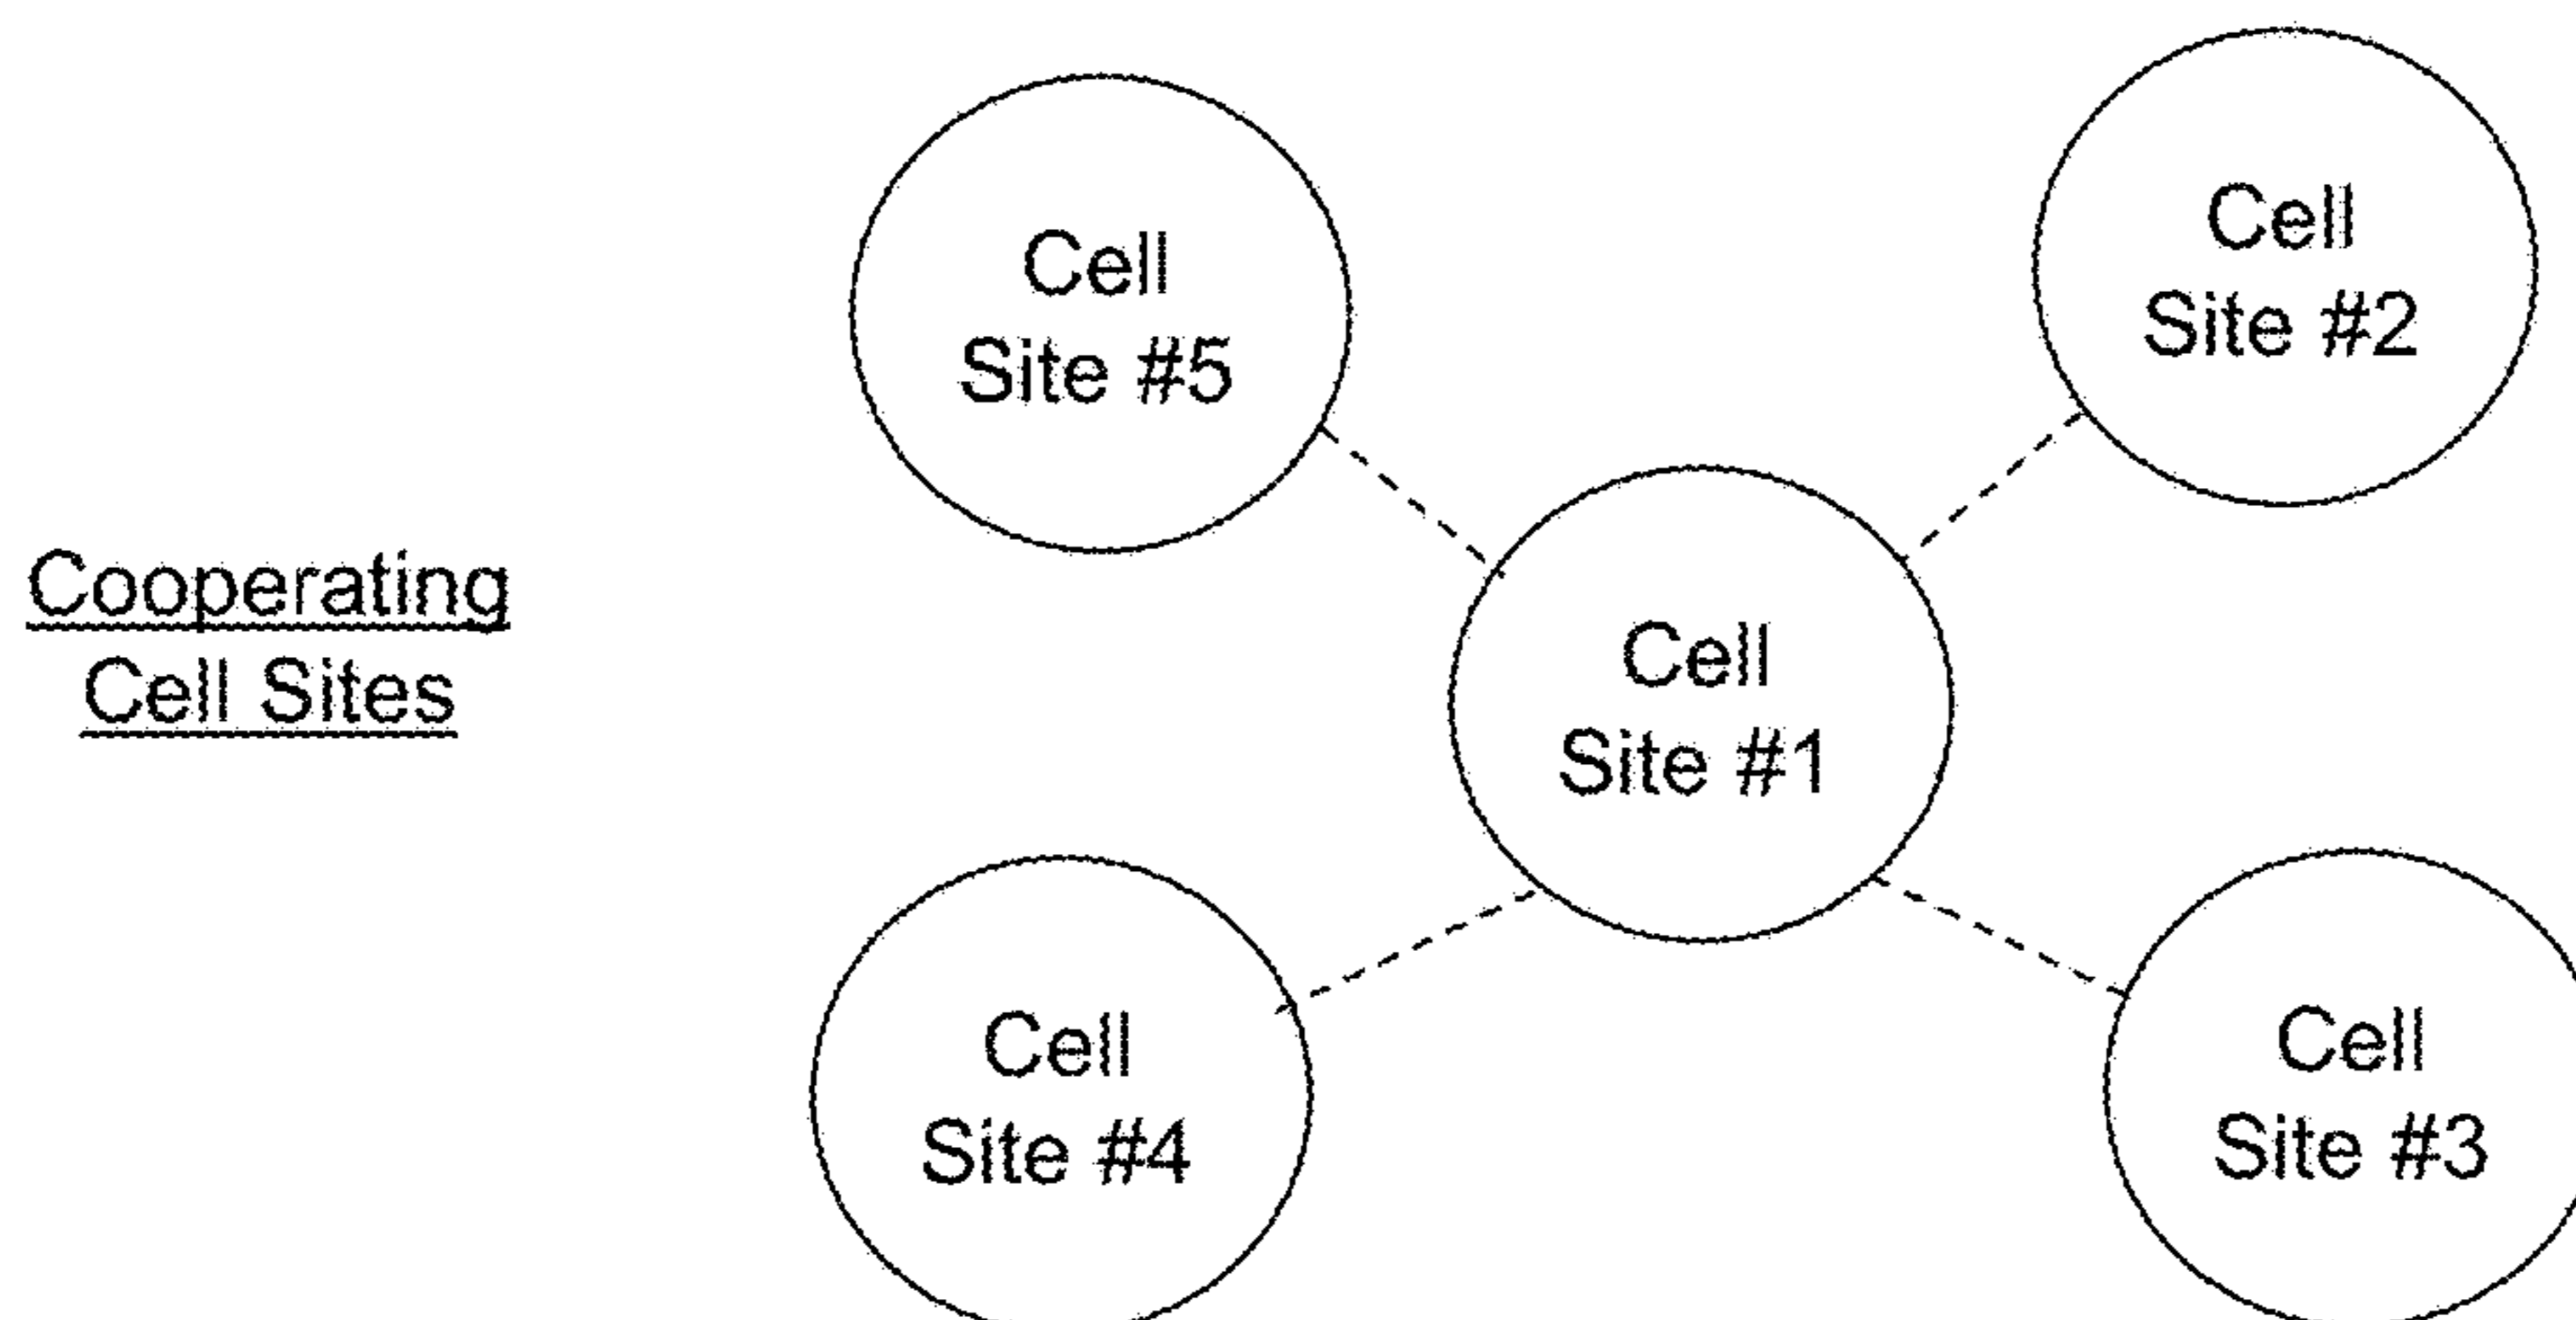 Cooperating
Cell Sites
Cell
Site #5
Cell
Site #2
Cell
Site #1
Cell
Site #4
Cell
Site #3